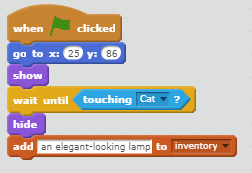 when clicked
go to x: 25 y: 86
show
wait until touching Cat ?
hide
add an elegant-looking lamp to inventory